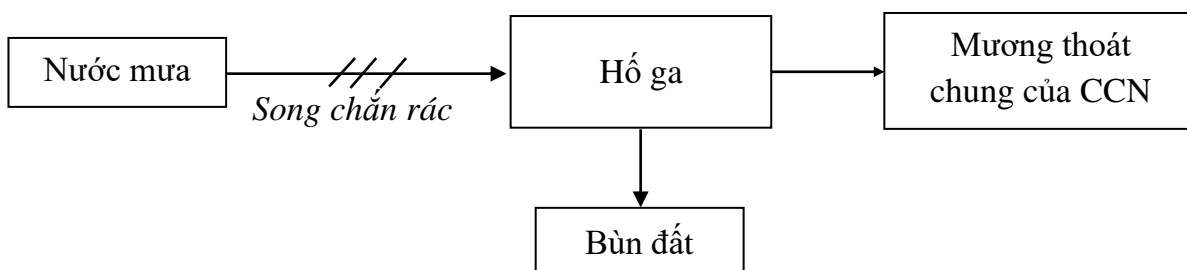 Nước mưa
Song chắn rác
Hố ga
Mương thoát
chung của CCN
Bùn đất